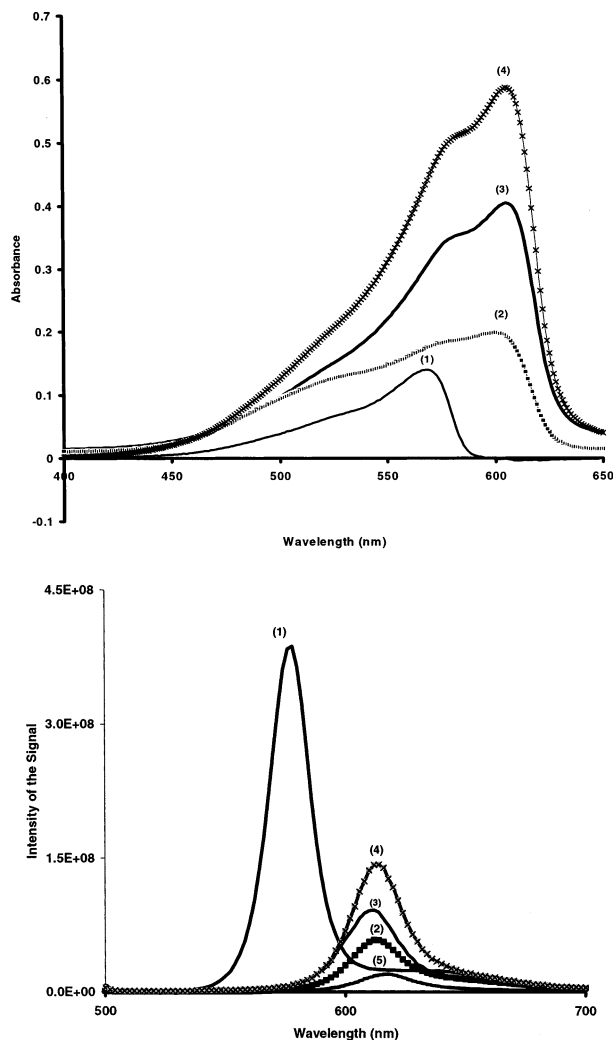 0.7
(4)
0.6
0.5
(3)
0.4
Absorbance
0.3
(2)
0.2
(1)
0.1
0
400 450 500 550 600 650
-0.1
Wavelength (nm)
4.5E+08
(1)
3.0E+08
Intensity of the Signal
(4)
1.5E+08
(3)
(2)
(5)
0.0E+00
500 600 700
Wavelength (nm)